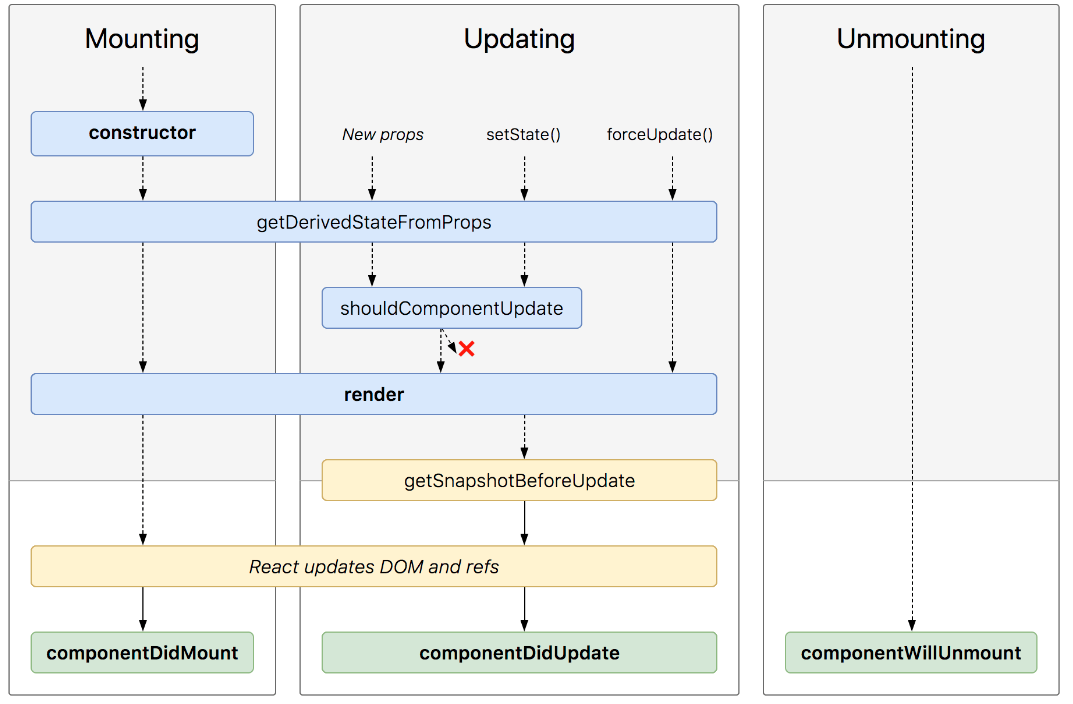 Mounting
Updating
Unmounting
constructor
New props
setState()
forceUpdate()
getDerivedStateFromProps
shouldComponentUpdate
render
getSnapshotBeforeUpdate
React updates DOM and refs
componentDidMount
componentDidUpdate
componentWillUnmount